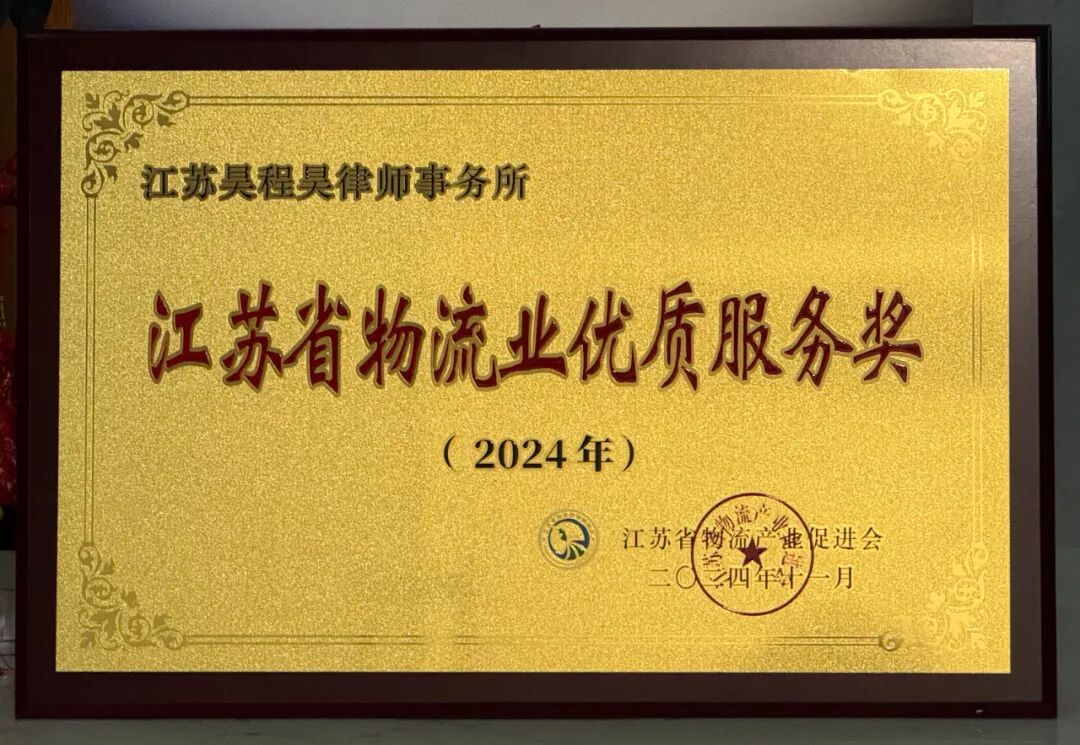 江苏昊程昊律师事务所
江苏省物流业优质服务奖
（2024年）
江苏省物流产业促进会
二〇二四年十一月